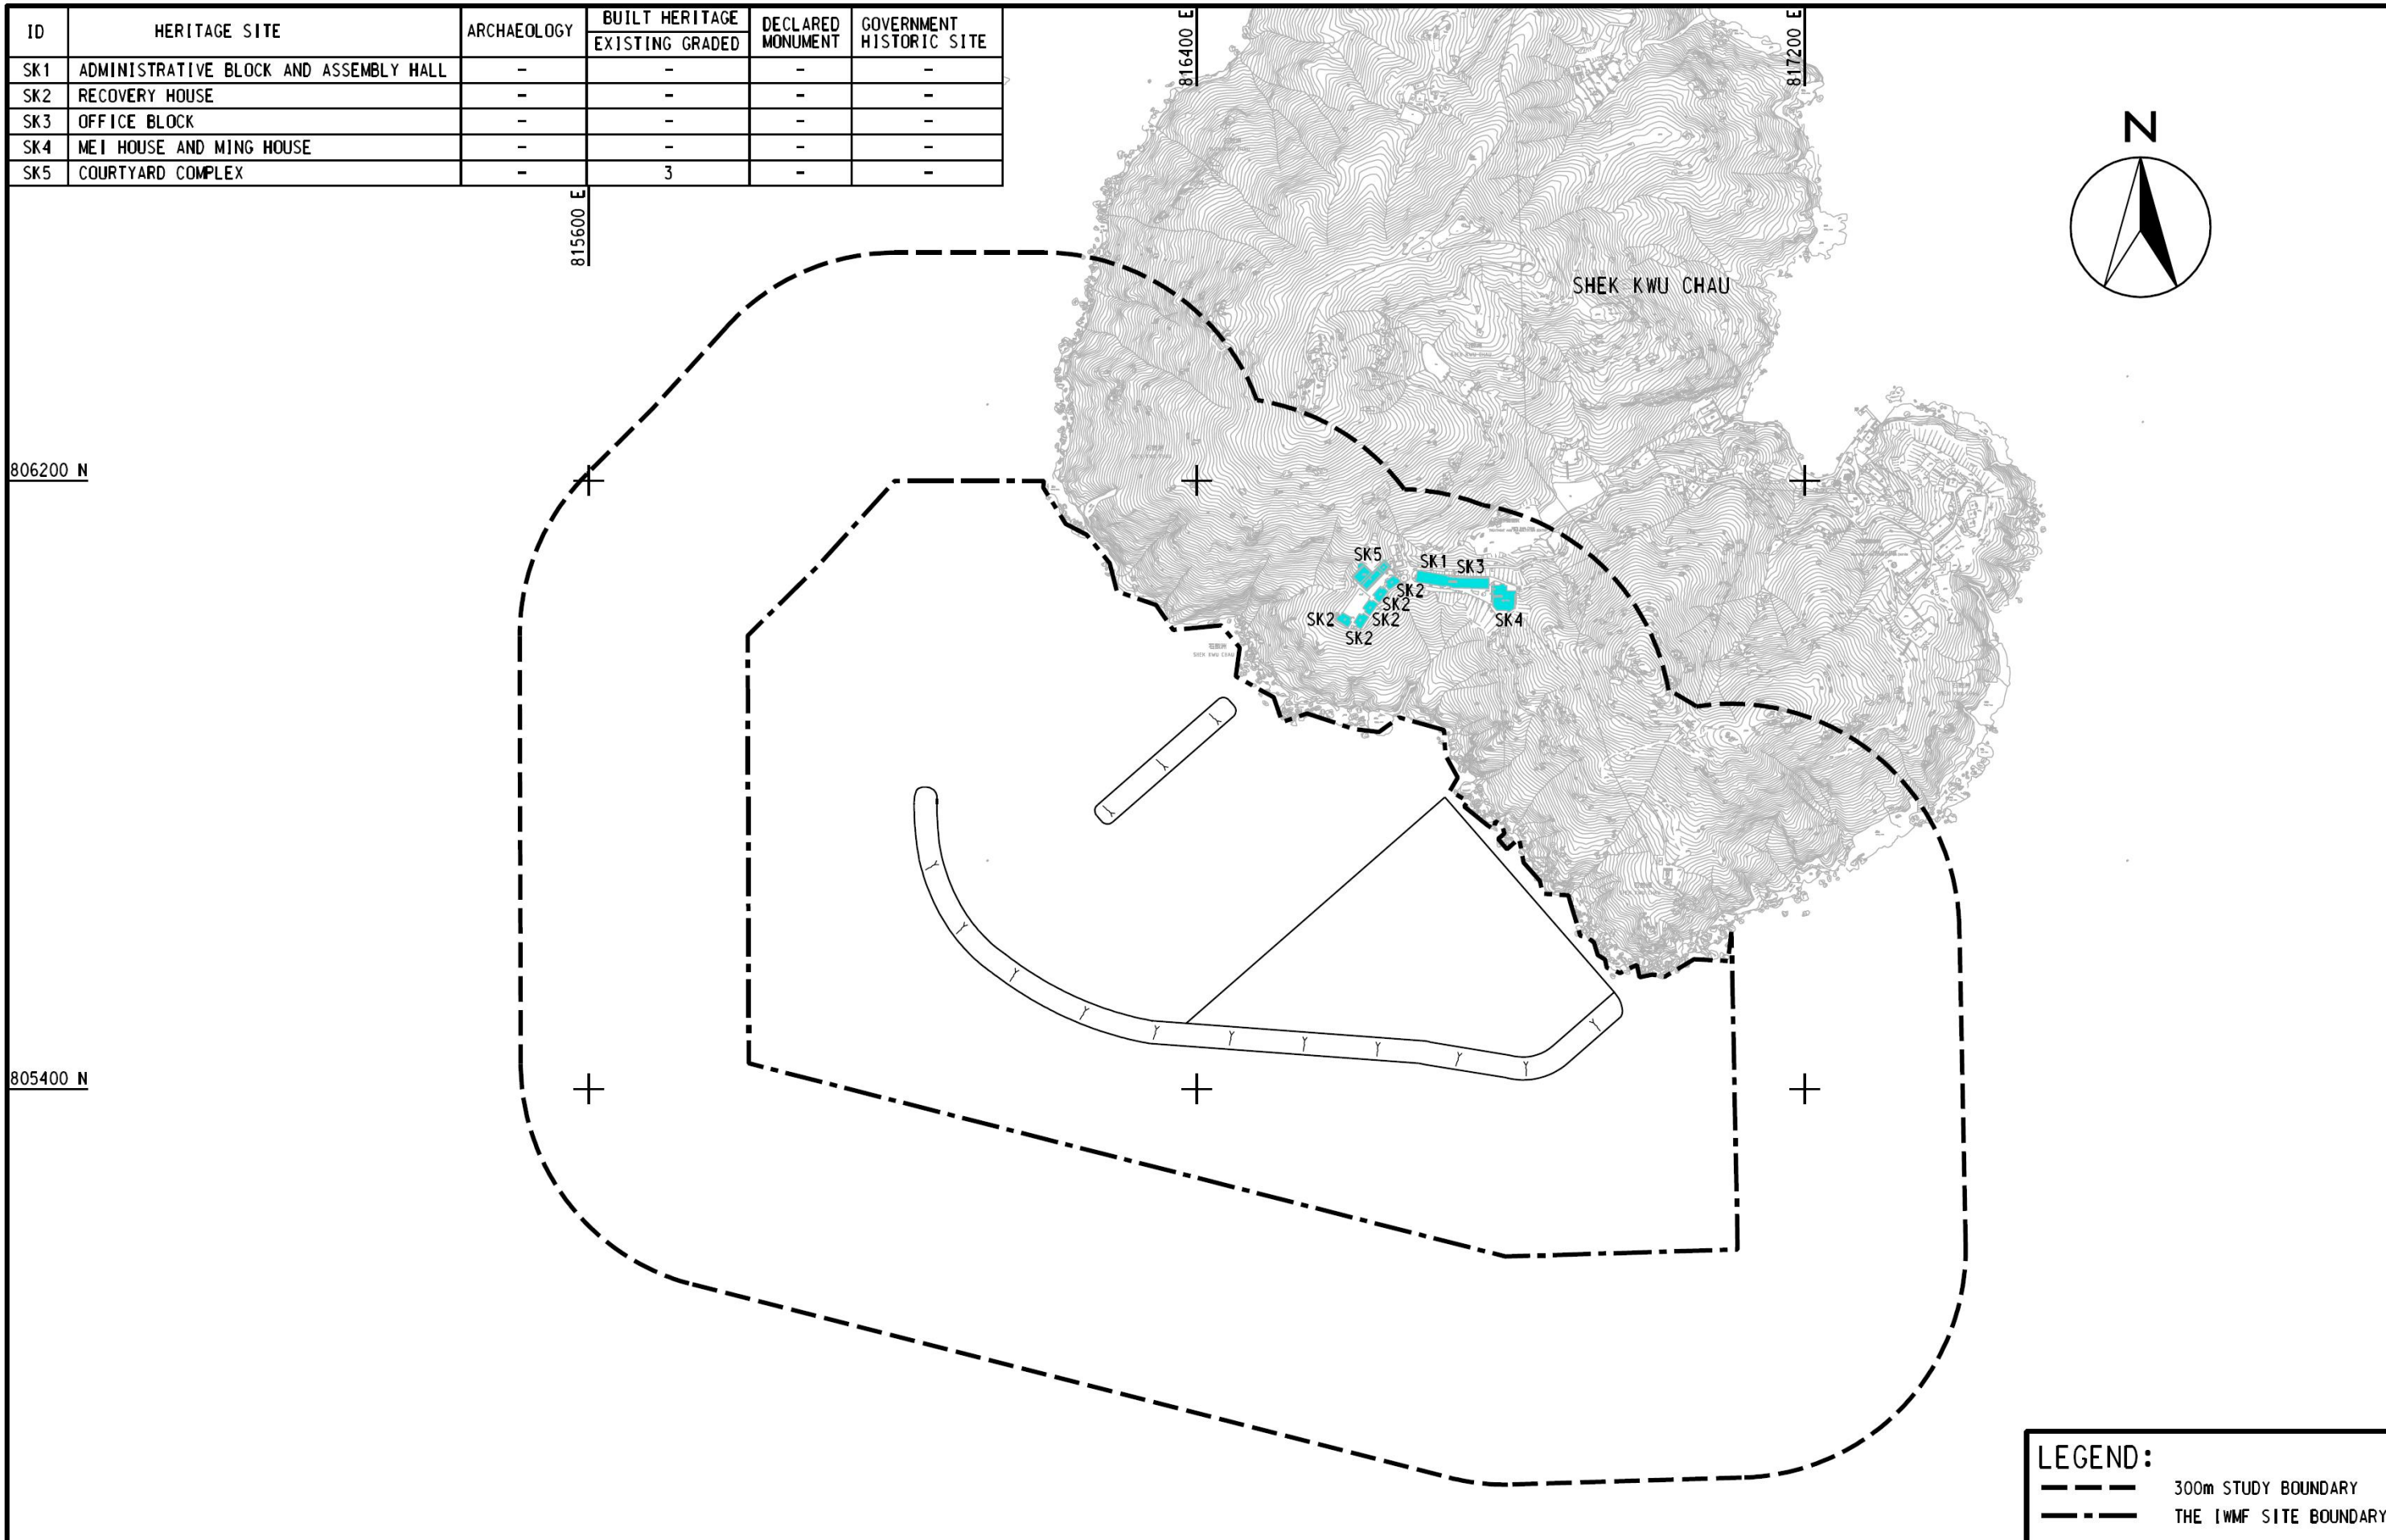 ID HERITAGE SITE ARCHAEOLOGY BUILT HERITAGE EXISTING GRADED DECLARED MONUMENT GOVERNMENT HISTORIC SITE
SK1 ADMINISTRATIVE BLOCK AND ASSEMBLY HALL - - - -
SK2 RECOVERY HOUSE - - - -
SK3 OFFICE BLOCK - - - -
SK4 MEI HOUSE AND MING HOUSE - - - -
SK5 COURTYARD COMPLEX - 3 - -
816400 E
817200 E
815600 E
N
SHEK KWU CHAU
806200 N
SK5
SK1
SK3
SK2
SK2
SK2
SK2
SK2
SK4
SHEK KWU CHAU
805400 N
LEGEND:
300m STUDY BOUNDARY
THE IWMF SITE BOUNDARY